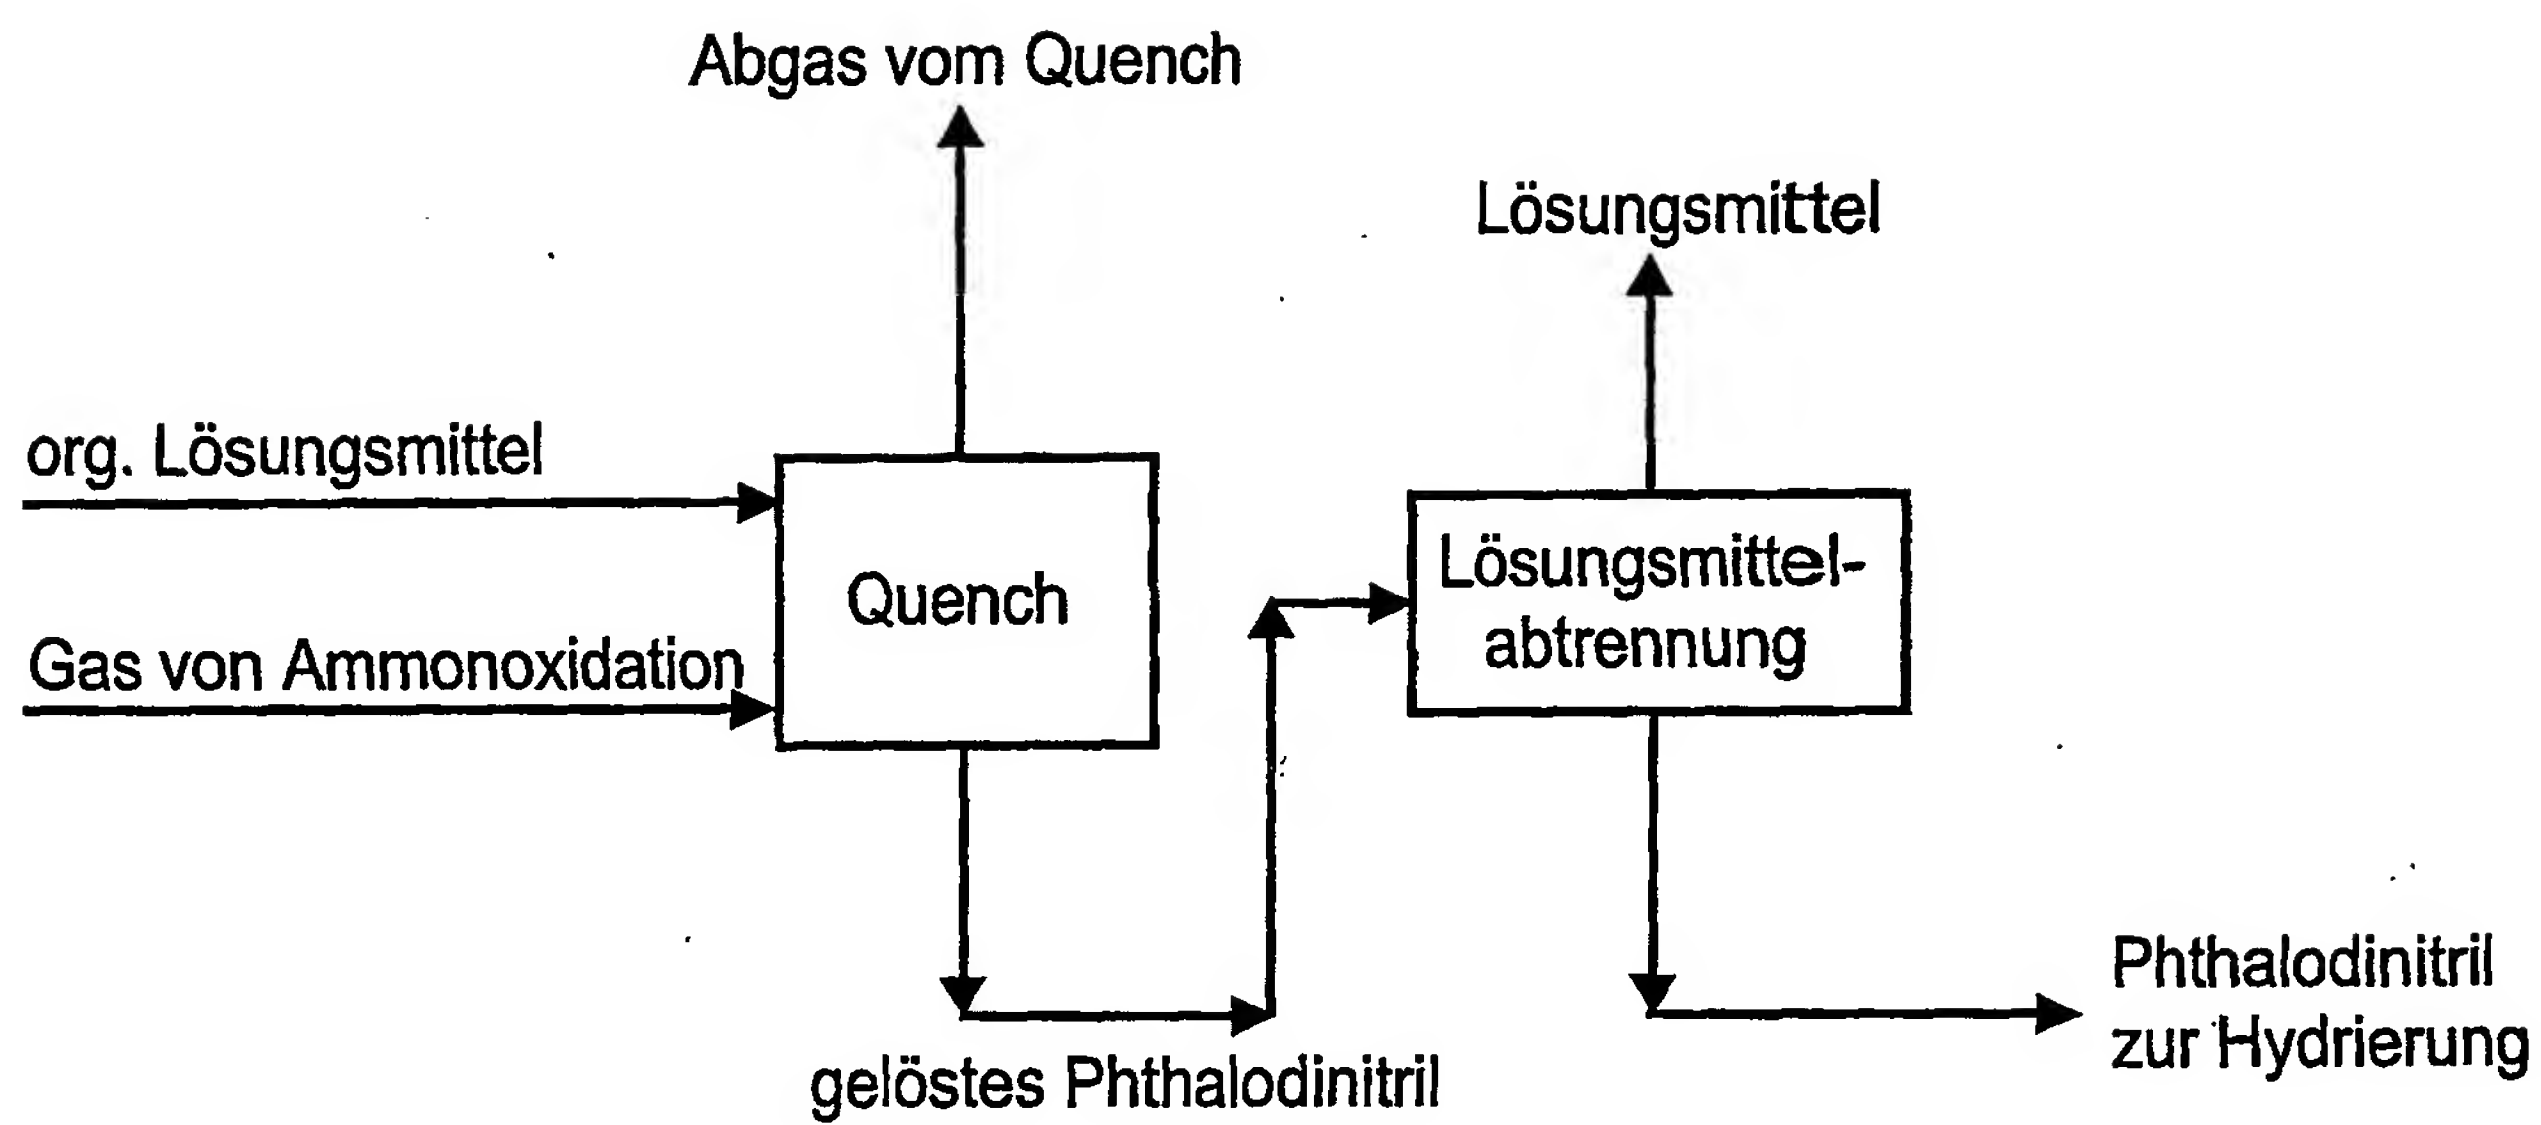 Abgas vom Quench
Lösungsmittel
org. Lösungsmittel
Gas von Ammonoxidation
Quench
Lösungsmittel-
abtrennung
gelöstes Phthalodinitril
Phthalodinitril
zur Hydrierung